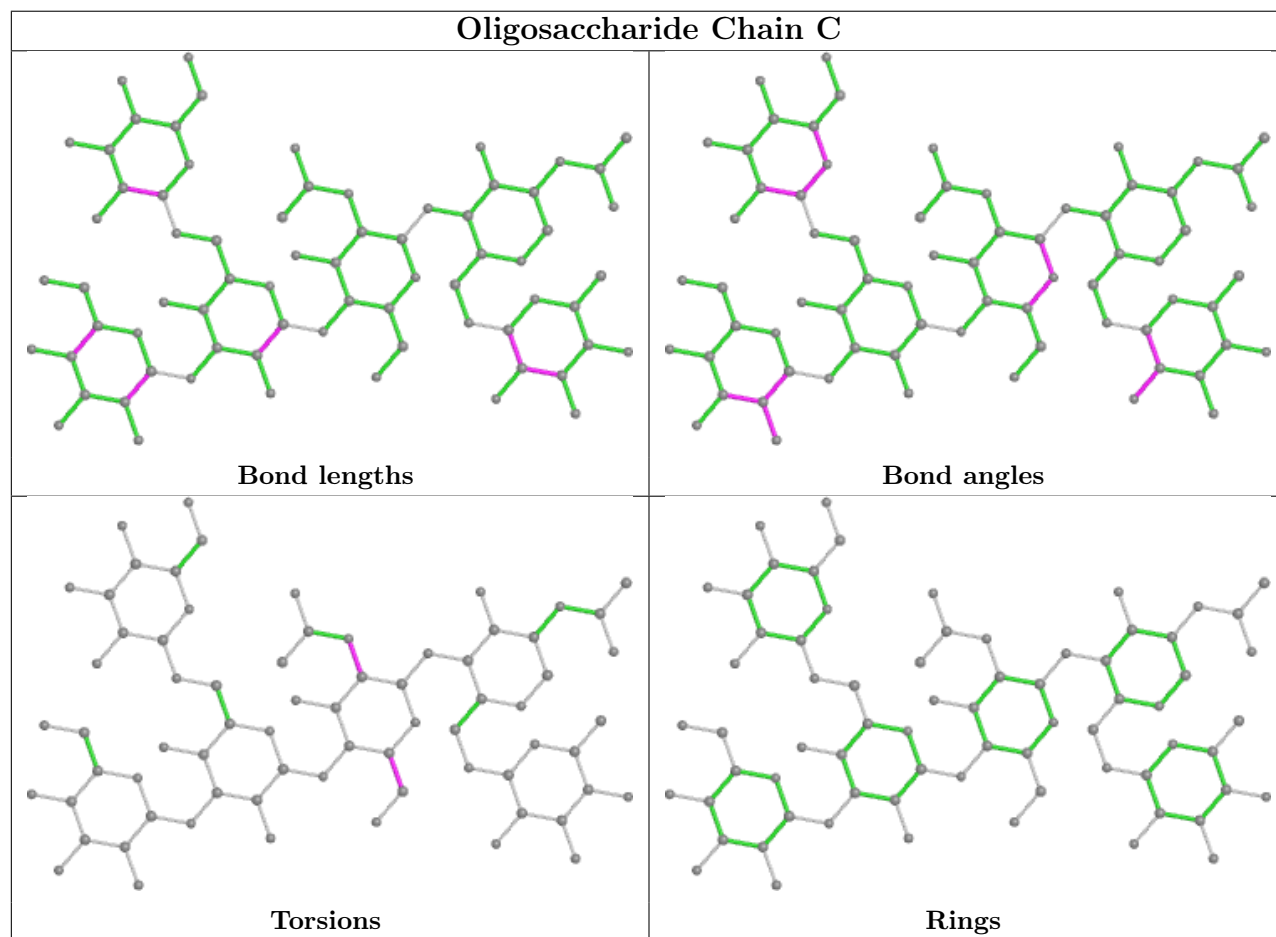 Oligosaccharide Chain C
Bond lengths
Bond angles
Torsions
Rings